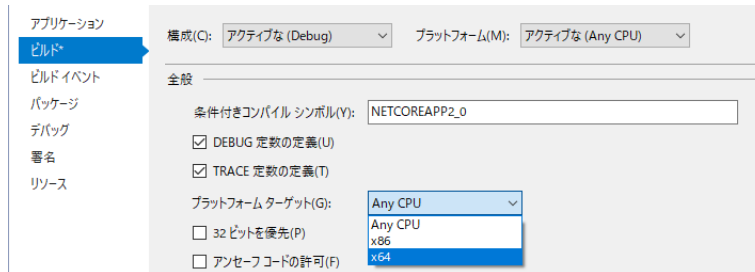 アプリケーション
ビルド*
ビルド イベント
パッケージ
デバッグ
署名
リソース
構成(C): アクティブな (Debug) プラットフォーム(M): アクティブな (Any CPU)
全般
条件付きコンパイル シンボル(Y): NETCOREAPP2_0
DEBUG 定数の定義(U)
TRACE 定数の定義(T)
プラットフォーム ターゲット(G): Any CPU
Any CPU
x86
x64
32 ビットを優先(P)
アンセーフ コードの許可(F)